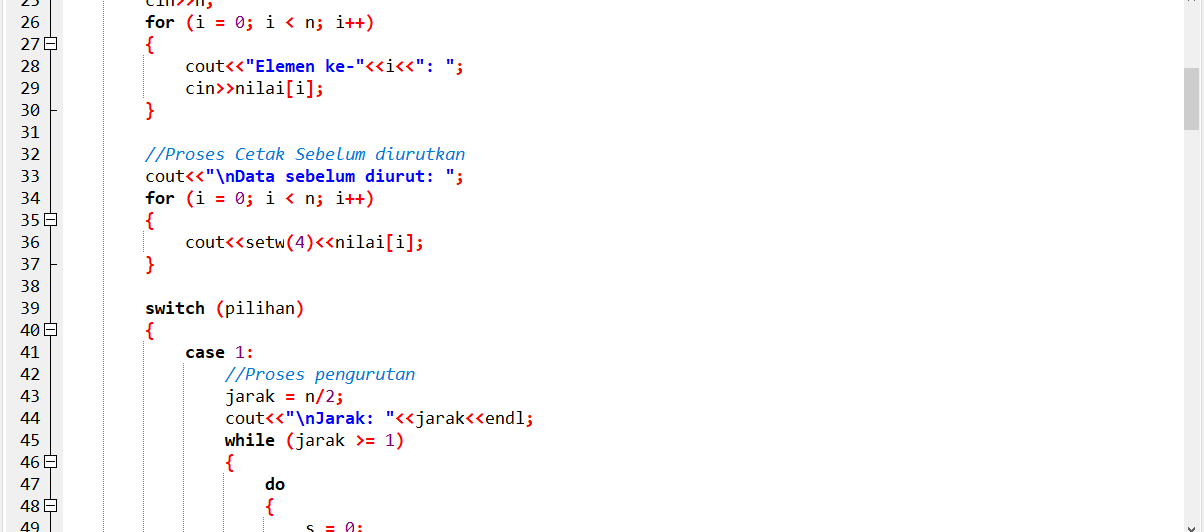 25 cin>>n;
26 for (i = 0; i < n; i++)
27 {
28 cout<<"Elemen ke-"<<i<<": ";
29 cin>>nilai[i];
30 }
31
32 //Proses Cetak Sebelum diurutkan
33 cout<<"\nData sebelum diurut: ";
34 for (i = 0; i < n; i++)
35 {
36 cout<<setw(4)<<nilai[i];
37 }
38
39 switch (pilihan)
40 {
41 case 1:
42 //Proses pengurutan
43 jarak = n/2;
44 cout<<"\nJarak: "<<jarak<<endl;
45 while (jarak >= 1)
46 {
47 do
48 {
49 s = 0;